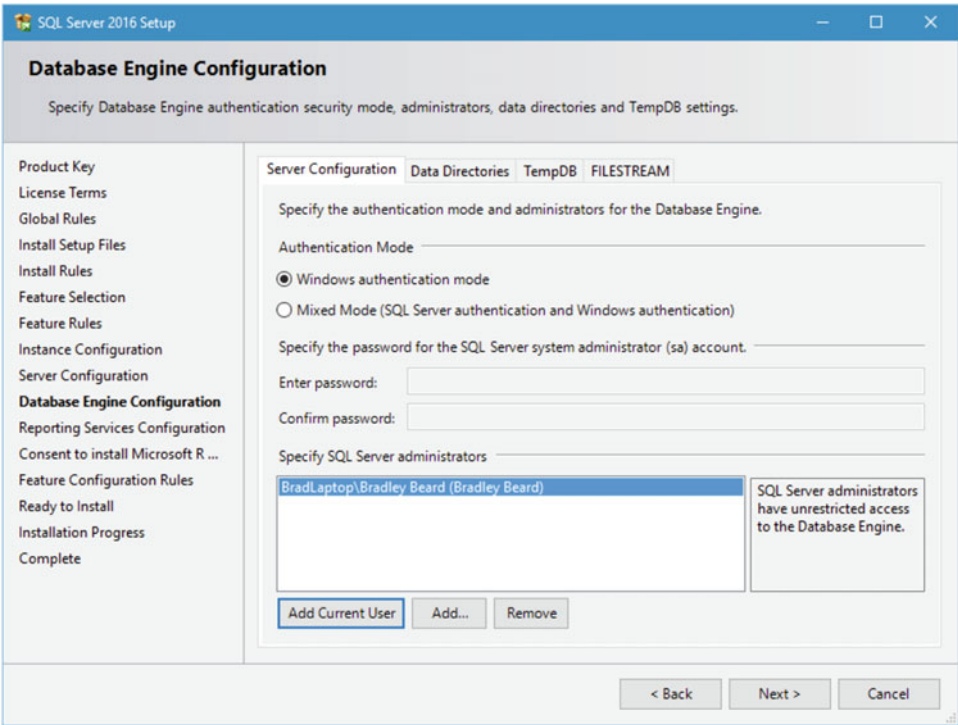 SQL Server 2016 Setup
Database Engine Configuration
Specify Database Engine authentication security mode, administrators, data directories and TempDB settings.
Product Key
License Terms
Global Rules
Install Setup Files
Install Rules
Feature Selection
Feature Rules
Instance Configuration
Server Configuration
Database Engine Configuration
Reporting Services Configuration
Consent to install Microsoft R ...
Feature Configuration Rules
Ready to Install
Installation Progress
Complete
Server Configuration Data Directories TempDB FILESTREAM
Specify the authentication mode and administrators for the Database Engine.
Authentication Mode
Windows authentication mode
Mixed Mode (SQL Server authentication and Windows authentication)
Specify the password for the SQL Server system administrator (sa) account.
Enter password:
Confirm password:
Specify SQL Server administrators
BradLaptop\Bradley Beard (Bradley Beard)
SQL Server administrators
have unrestricted access
to the Database Engine.
Add Current User Add... Remove
< Back Next > Cancel